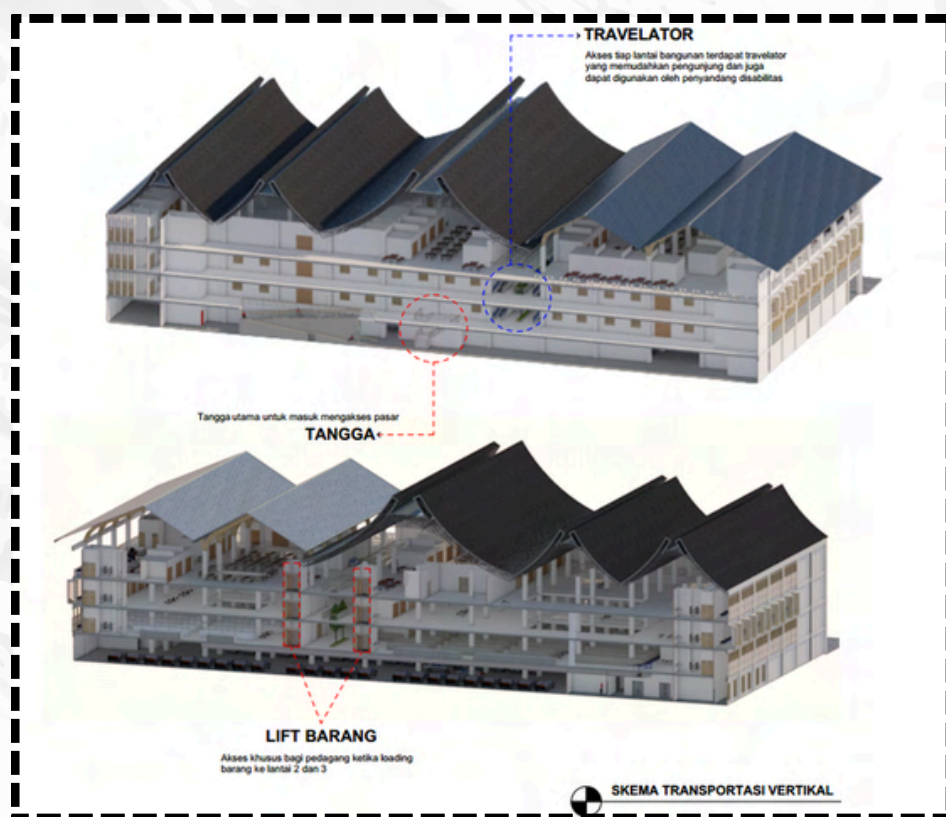 TRAVELATOR
Akses tiap lantai bangunan terdapat travelator
yang memudahkan pengunjung dan juga
dapat digunakan oleh penyandang disabilitas
Tangga utama untuk masuk mengakses pasar
TANGGA
LIFT BARANG
Akses khusus bagi pedagang ketika loading
barang ke lantai 2 dan 3
SKEMA TRANSPORTASI VERTIKAL